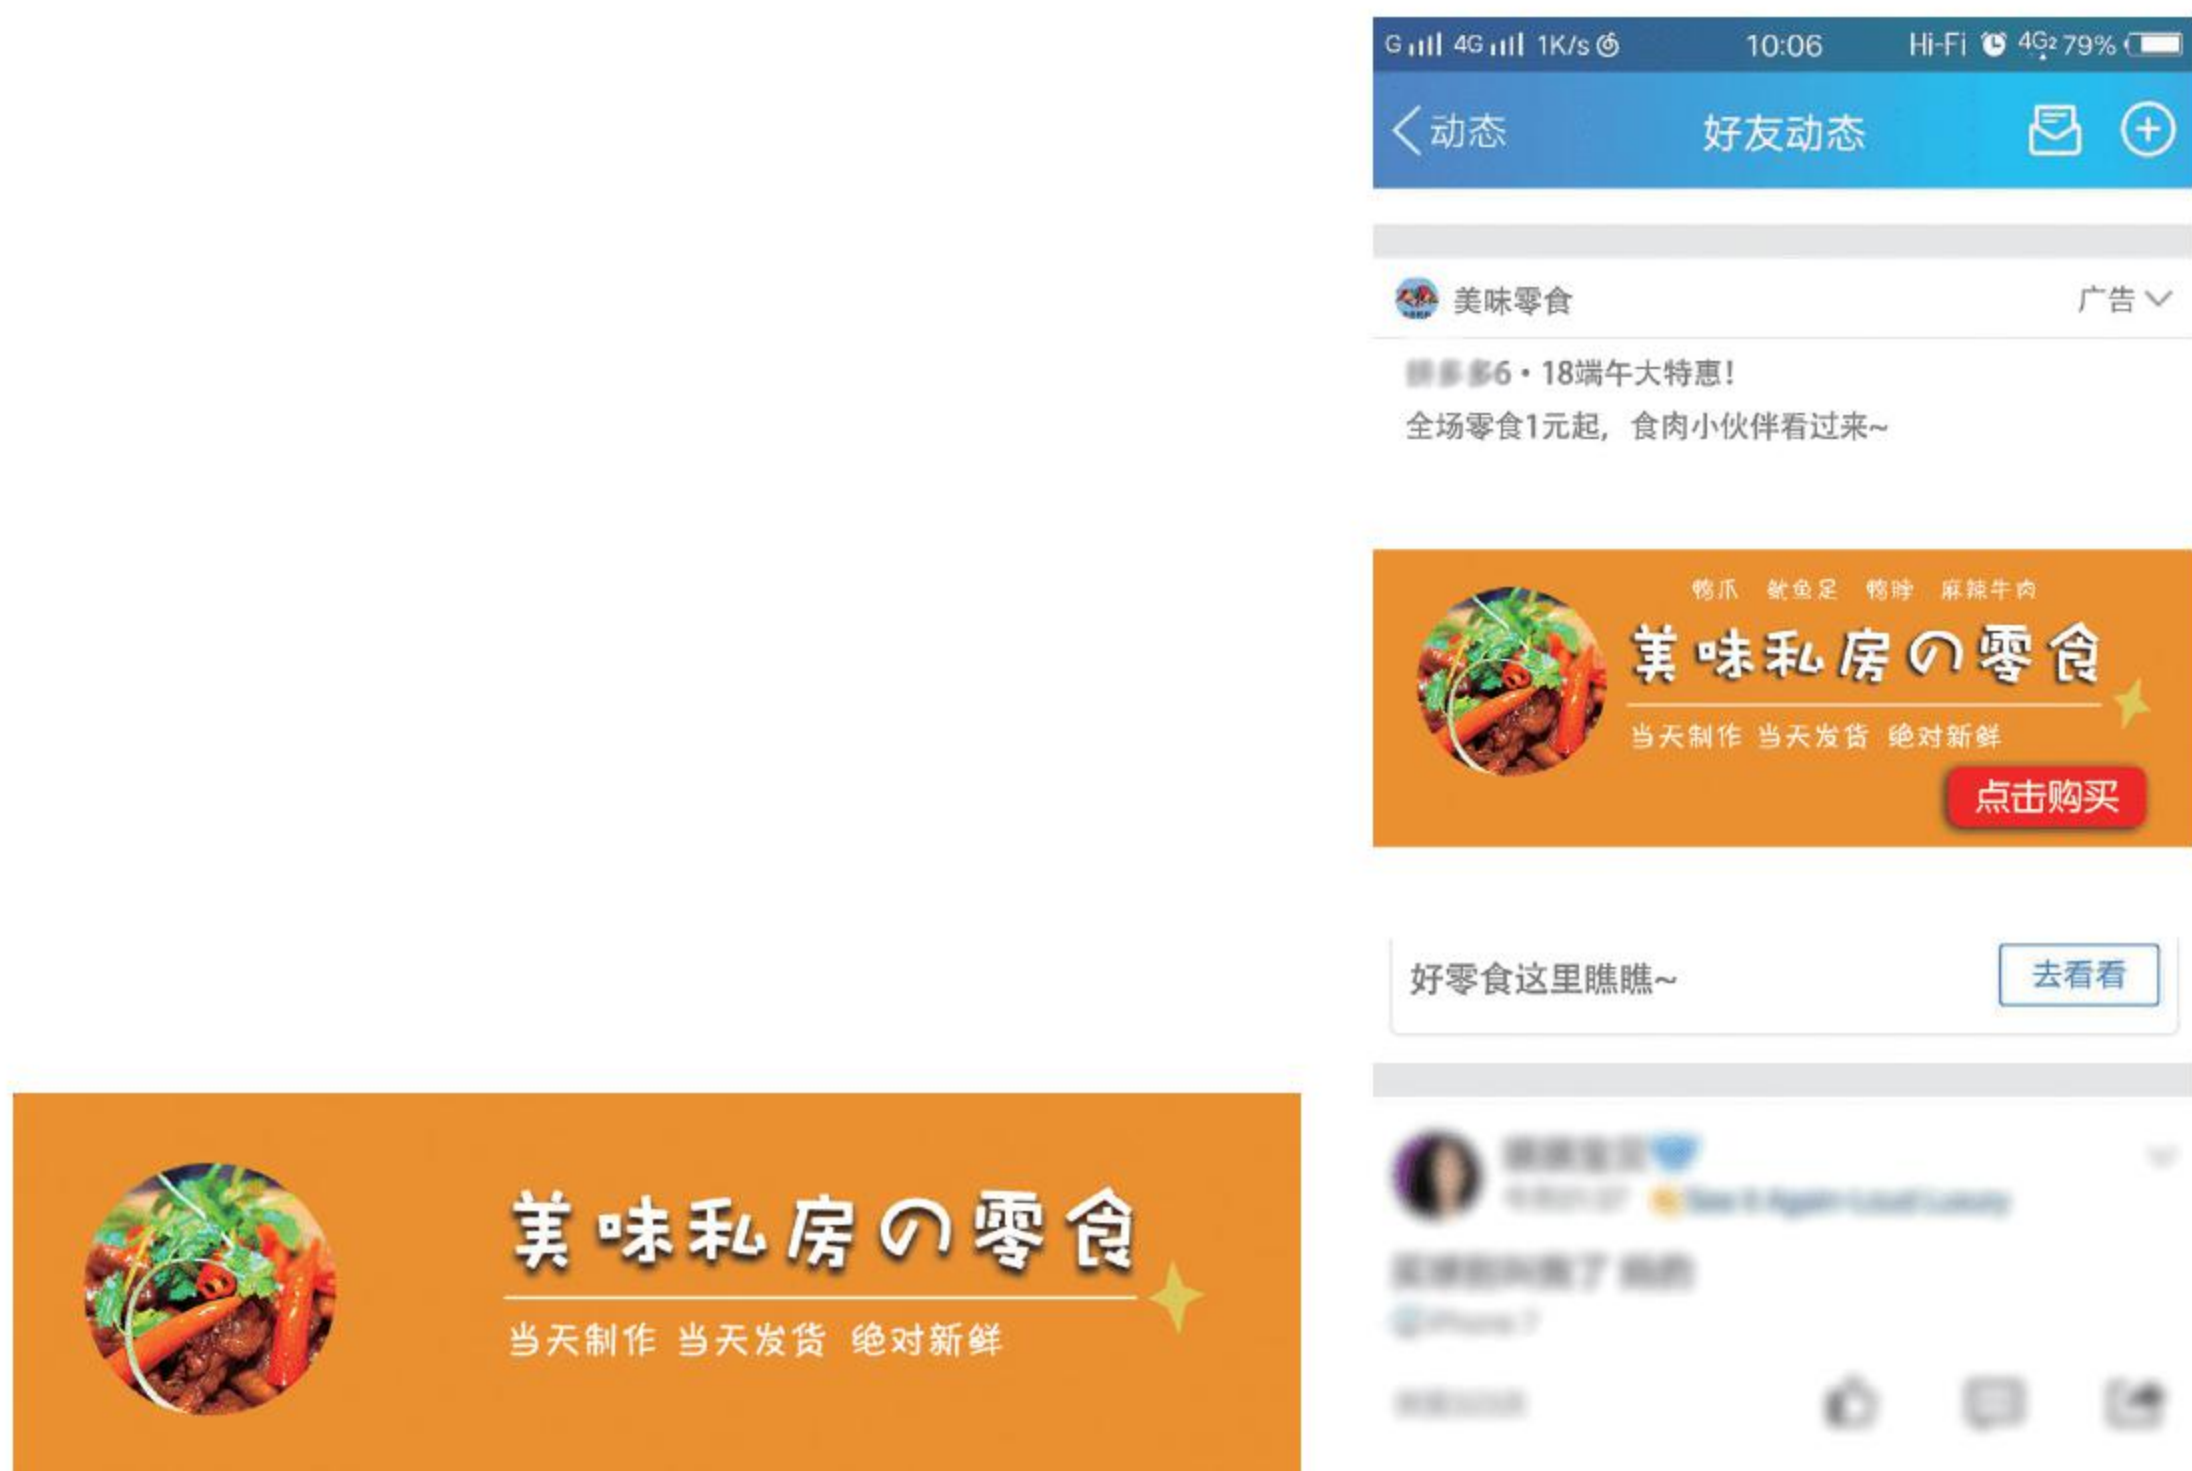 美味私房の零食
当天制作 当天发货 绝对新鲜
G 4G 1K/s 10:06 Hi-Fi 4G2 79%
动态 好友动态
美味零食 广告
6·18端午大特惠！
全场零食1元起，食肉小伙伴看过来~
鸭爪 鱿鱼足 鸭脖 麻辣牛肉
美味私房の零食
当天制作 当天发货 绝对新鲜
点击购买
好零食这里瞧瞧~ 去看看